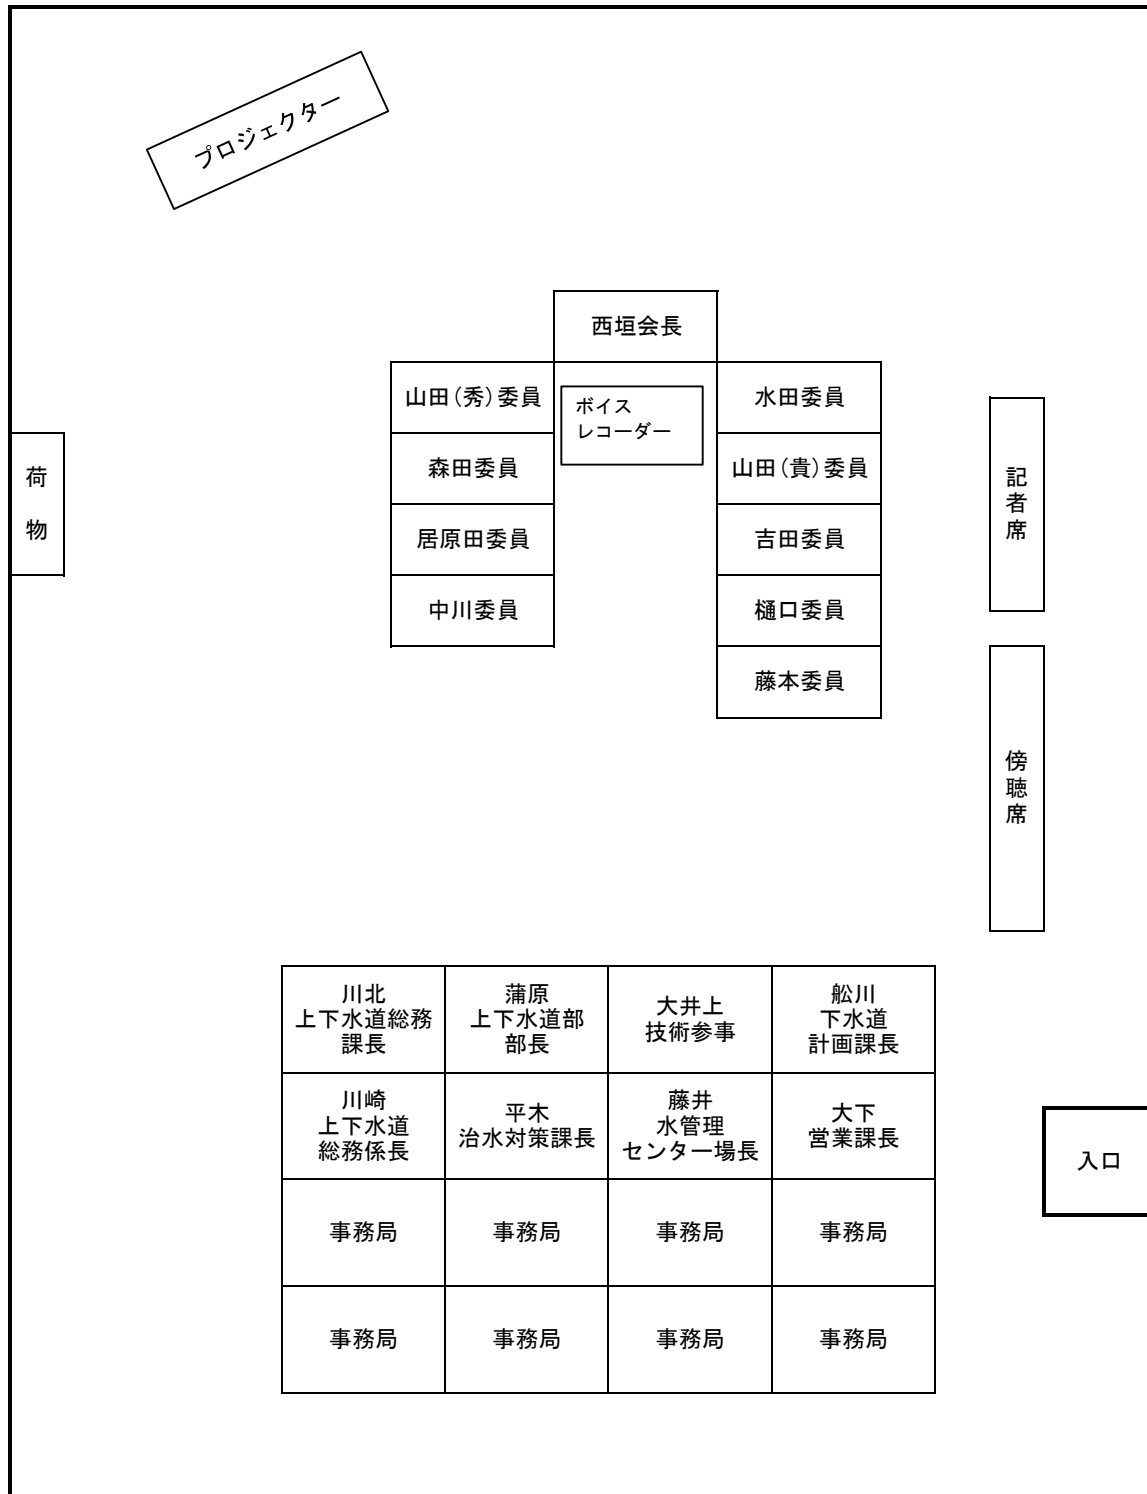 プロジェクター
西垣会長
山田(秀)委員
ボイス
レコーダー
水田委員
森田委員
山田(貴)委員
居原田委員
吉田委員
中川委員
樋口委員
藤本委員
荷
物
記
者
席
傍
聴
席
川北
上下水道総務
課長
蒲原
上下水道部
部長
大井上
技術参事
舩川
下水道
計画課長
川崎
上下水道
総務係長
平木
治水対策課長
藤井
水管理
センター場長
大下
営業課長
入口
事務局
事務局
事務局
事務局
事務局
事務局
事務局
事務局